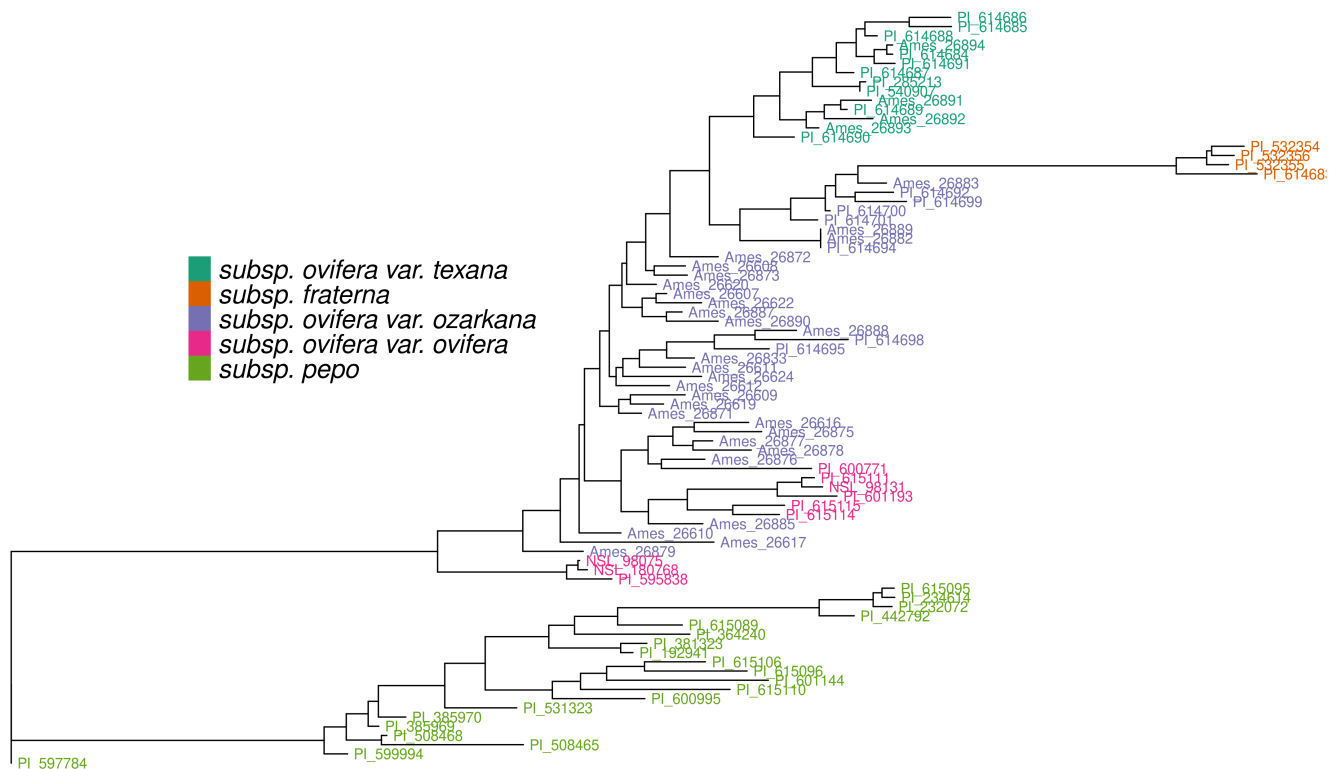 PI_614686
PI_614685
PI_614688
Ames_26894
PI_614684
PI_614691
PI_614687
PI_285213
PI_540907
Ames_26891
PI_614689
Ames_26892
Ames_26893
PI_614690
PI_532354
PI_532356
PI_532355
PI_614683
Ames_26883
PI_614692
PI_614699
PI_614700
PI_614701
Ames_26889
Ames_26882
PI_614694
Ames_26872
Ames_26608
Ames_26873
Ames_26620
Ames_26607
Ames_26622
Ames_26887
Ames_26890
Ames_26888
PI_614698
PI_614695
Ames_26833
Ames_26611
Ames_26624
Ames_26612
Ames_26609
Ames_26619
Ames_26871
Ames_26616
Ames_26875
Ames_26877
Ames_26878
Ames_26876
PI_600771
PI_615111
NSL_98131
PI_601193
PI_615115
PI_615114
Ames_26885
Ames_26610
Ames_26617
Ames_26879
NSL_98075
NSL_180768
PI_595838
PI_615095
PI_234614
PI_232072
PI_442792
PI_615089
PI_364240
PI_381323
PI_192941
PI_615106
PI_615096
PI_601144
PI_615110
PI_600995
PI_531323
PI_385970
PI_385969
PI_508468
PI_508465
PI_599994
PI_597784
subsp. ovifera var. texana
subsp. fraterna
subsp. ovifera var. ozarkana
subsp. ovifera var. ovifera
subsp. pepo